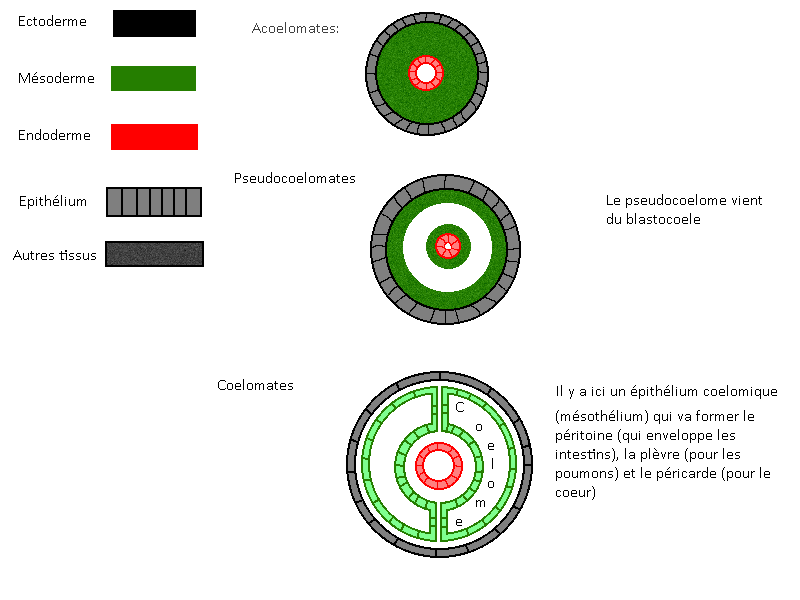 Ectoderme
Mésoderme
Endoderme
Epithélium
Autres tissus
Acoelomates:
Pseudocoelomates
Le pseudocoelome vient
du blastocoele
Coelomates
Coelome
Il y a ici un épithélium coelomique
(mésothélium) qui va former le
péritoine (qui enveloppe les
intestins), la plèvre (pour les
poumons) et le péricarde (pour le
coeur)